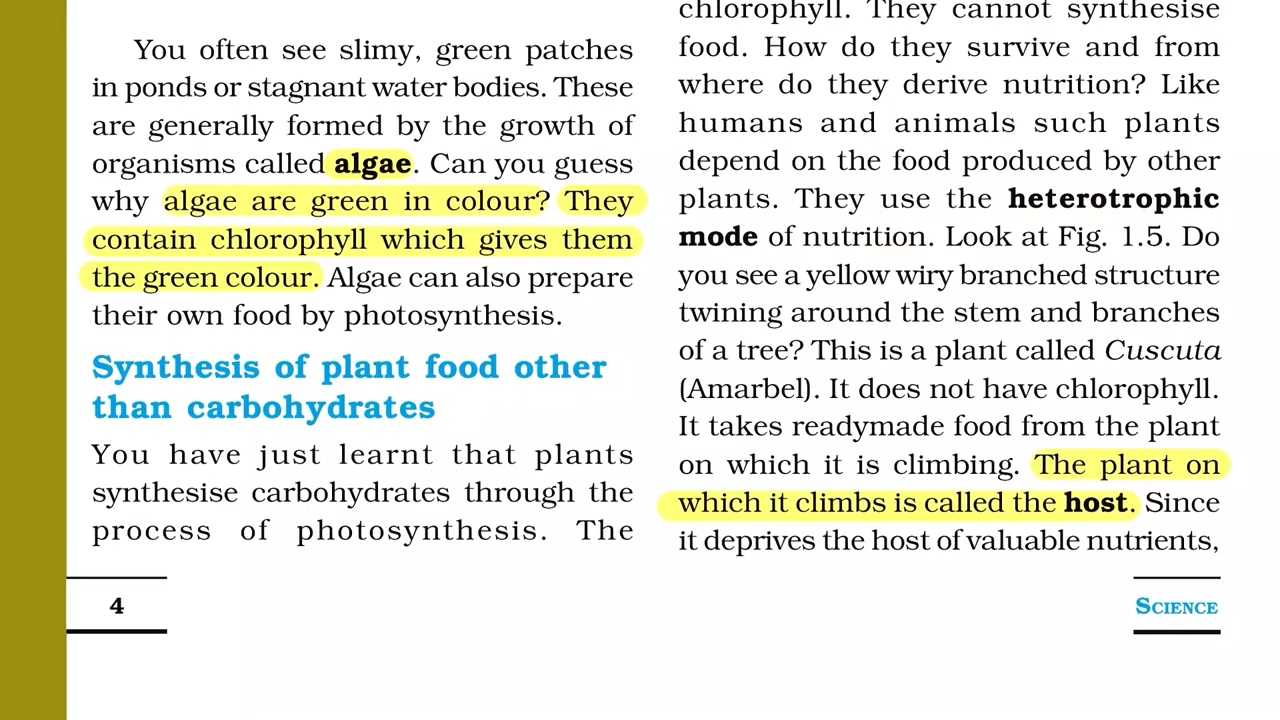 You often see slimy, green patches
in ponds or stagnant water bodies. These
are generally formed by the growth of
organisms called algae. Can you guess
why algae are green in colour? They
contain chlorophyll which gives them
the green colour. Algae can also prepare
their own food by photosynthesis.
Synthesis of plant food other
than carbohydrates
You have just learnt that plants
synthesise carbohydrates through the
process of photosynthesis. The
chlorophyll. They cannot synthesise
food. How do they survive and from
where do they derive nutrition? Like
humans and animals such plants
depend on the food produced by other
plants. They use the heterotrophic
mode of nutrition. Look at Fig. 1.5. Do
you see a yellow wiry branched structure
twining around the stem and branches
of a tree? This is a plant called Cuscuta
(Amarbel). It does not have chlorophyll.
It takes readymade food from the plant
on which it is climbing. The plant on
which it climbs is called the host. Since
it deprives the host of valuable nutrients,
4
SCIENCE